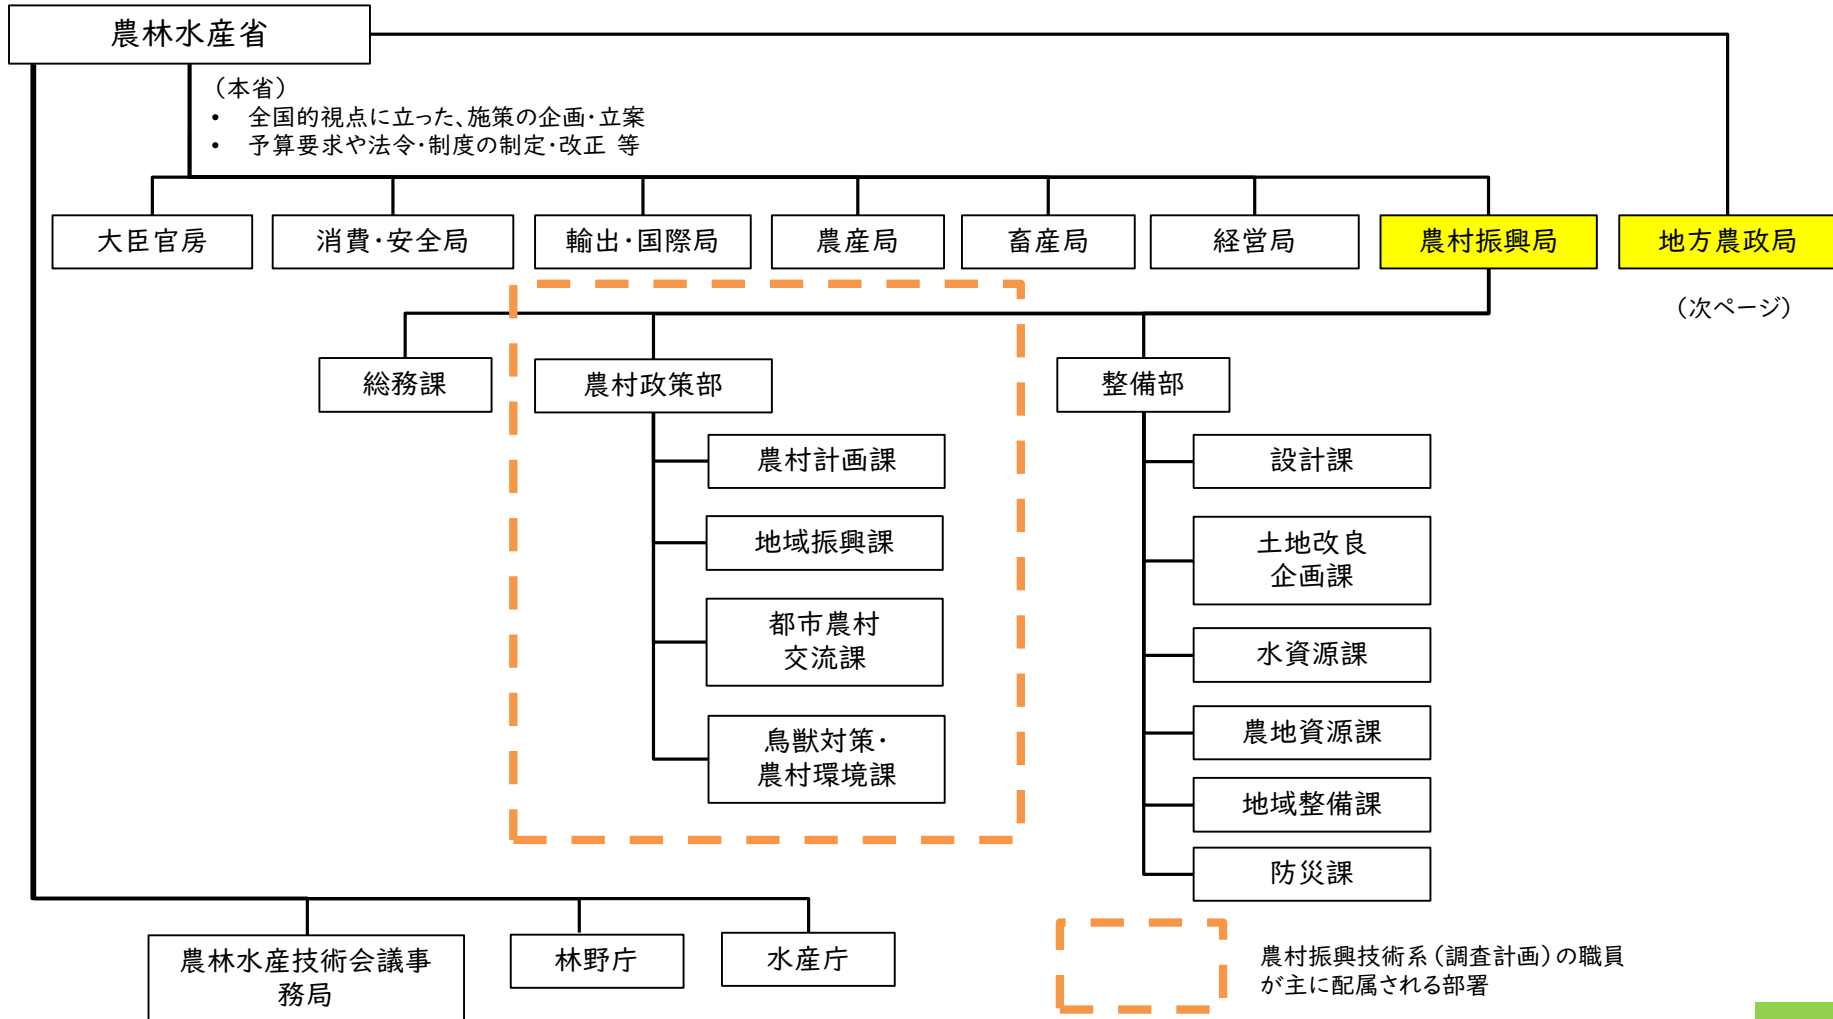 農林水産省
（本省）
• 全国的視点に立った、施策の企画・立案
• 予算要求や法令・制度の制定・改正 等
大臣官房
消費・安全局
輸出・国際局
農産局
畜産局
経営局
農村振興局
地方農政局
（次ページ）
総務課
農村政策部
整備部
農村計画課
地域振興課
都市農村
交流課
鳥獣対策・
農村環境課
設計課
土地改良
企画課
水資源課
農地資源課
地域整備課
防災課
農林水産技術会議事
務局
林野庁
水産庁
農村振興技術系（調査計画）の職員
が主に配属される部署